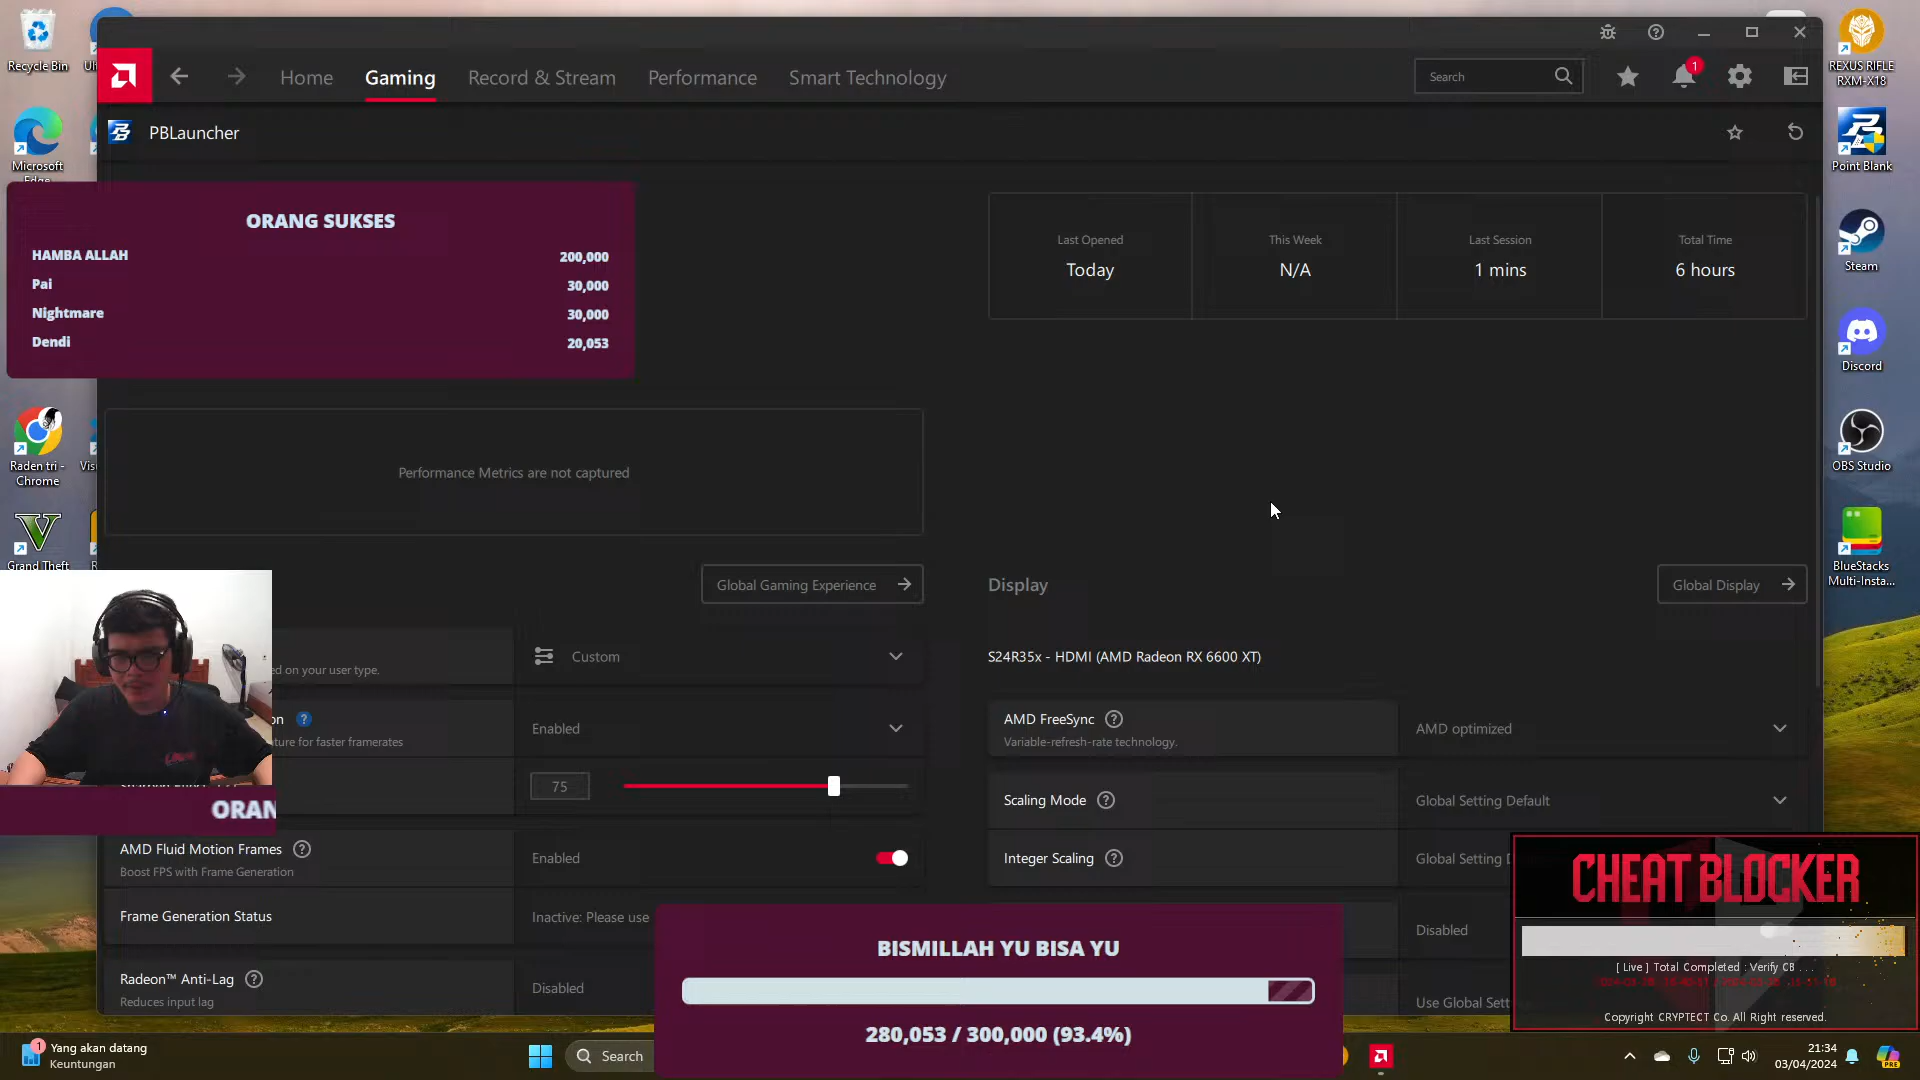 Recycle Bin
Home
Gaming
Record & Stream
Performance
Smart Technology
Search
1
REXUS RIFLE
RXM-X18
PBLauncher
Microsoft
Edge
Point Blank
ORANG SUKSES
HAMBA ALLAH 200,000
Pai 30,000
Nightmare 30,000
Dendi 20,053
Last Opened
Today
This Week
N/A
Last Session
1 mins
Total Time
6 hours
Steam
Discord
Raden tri -
Chrome
OBS Studio
Performance Metrics are not captured
Grand Theft
BlueStacks
Multi-Insta...
Global Gaming Experience
Display
Global Display
ed on your user type.
Custom
S24R35x - HDMI (AMD Radeon RX 6600 XT)
on
ture for faster framerates
Enabled
AMD FreeSync
Variable-refresh-rate technology.
AMD optimized
75
Scaling Mode
Global Setting Default
ORAN
AMD Fluid Motion Frames
Boost FPS with Frame Generation
Enabled
Integer Scaling
Global Setting D
Frame Generation Status
Inactive: Please use
Disabled
Radeon™ Anti-Lag
Reduces input lag
Disabled
Use Global Sett
CHEAT BLOCKER
[ Live ] Total Completed : Verify CB . . .
Copyright CRYPTECT Co. All Right reserved.
BISMILLAH YU BISA YU
280,053 / 300,000 (93.4%)
1
Yang akan datang
Keuntungan
Search
21:34
03/04/2024
PRE